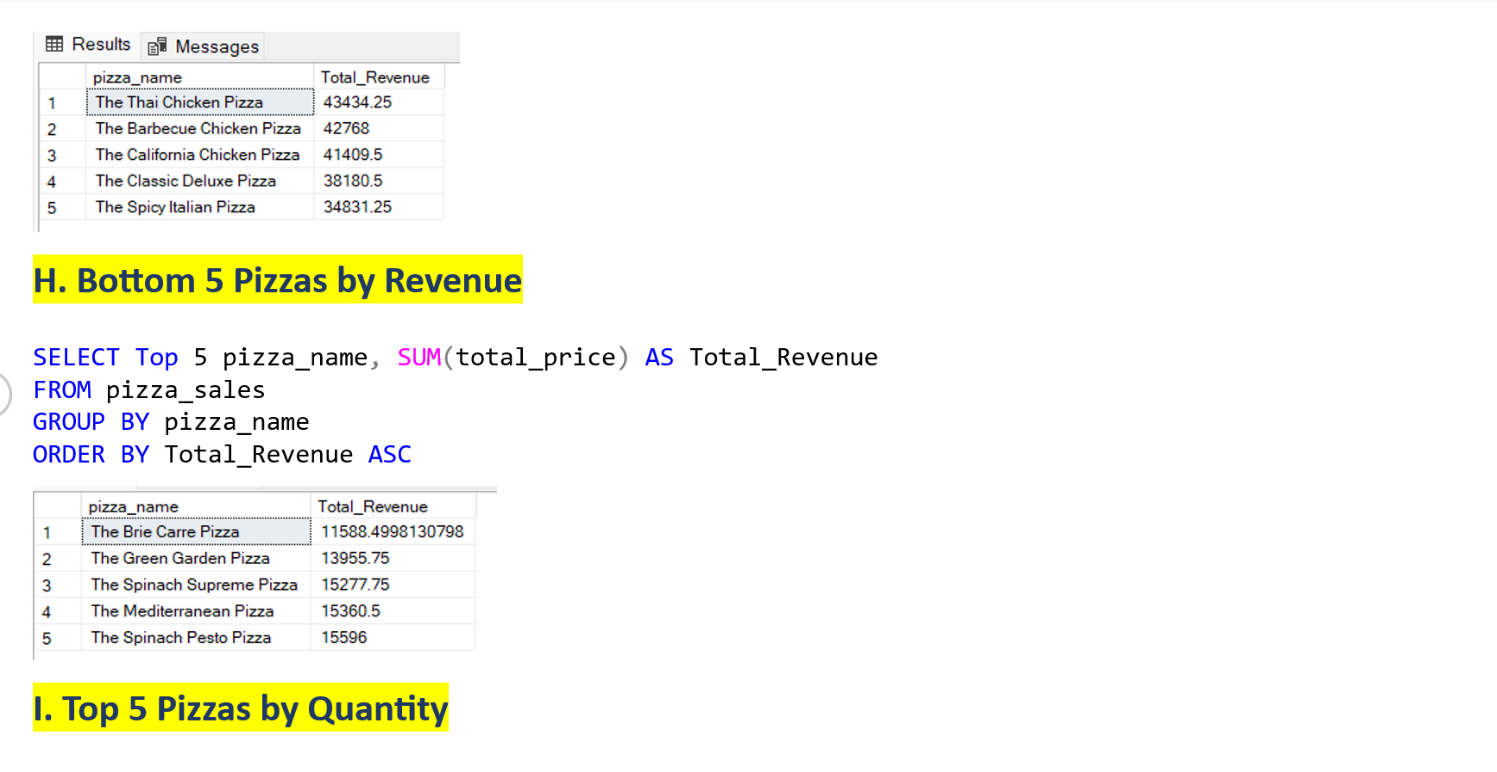 Results Messages
pizza_name Total_Revenue
1 The Thai Chicken Pizza 43434.25
2 The Barbecue Chicken Pizza 42768
3 The California Chicken Pizza 41409.5
4 The Classic Deluxe Pizza 38180.5
5 The Spicy Italian Pizza 34831.25
H. Bottom 5 Pizzas by Revenue
SELECT Top 5 pizza_name, SUM(total_price) AS Total_Revenue
FROM pizza_sales
GROUP BY pizza_name
ORDER BY Total_Revenue ASC
pizza_name Total_Revenue
1 The Brie Carre Pizza 11588.4998130798
2 The Green Garden Pizza 13955.75
3 The Spinach Supreme Pizza 15277.75
4 The Mediterranean Pizza 15360.5
5 The Spinach Pesto Pizza 15596
I. Top 5 Pizzas by Quantity